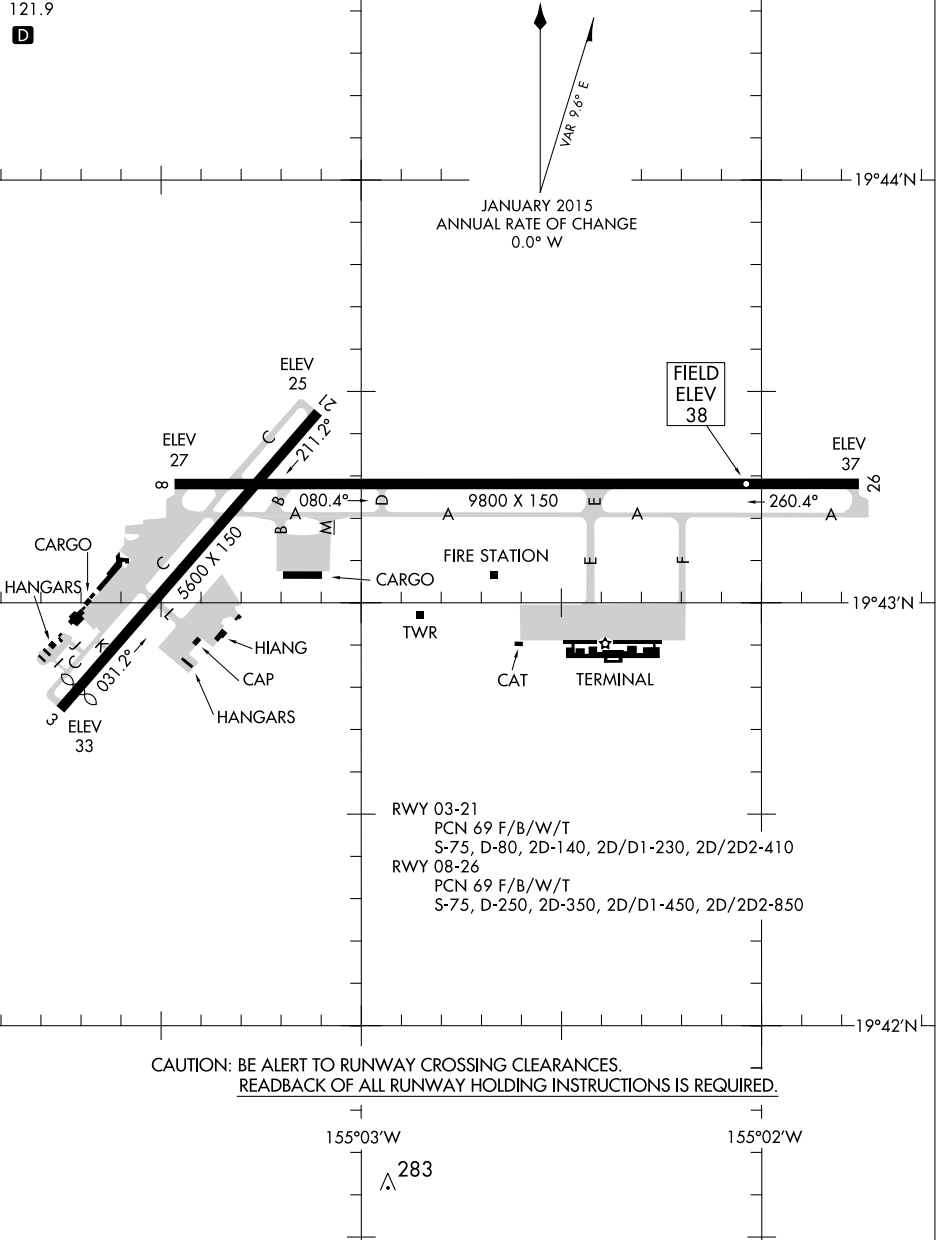 121.9
D
VAR 9.6° E
19°44'N
JANUARY 2015
ANNUAL RATE OF CHANGE
0.0° W
ELEV
25
21
FIELD
ELEV
38
C
211.2°
ELEV
27
ELEV
37
8
26
B
080.4°
D
9800 X 150
E
260.4°
A
A
A
A
B
M
5600 X 150
CARGO
FIRE STATION
C
E
F
CARGO
HANGARS
19°43'N
L
TWR
J
K
HIANG
I
C
CAP
CAT
TERMINAL
031.2°
HANGARS
3
ELEV
33
RWY 03-21
PCN 69 F/B/W/T
S-75, D-80, 2D-140, 2D/D1-230, 2D/2D2-410
RWY 08-26
PCN 69 F/B/W/T
S-75, D-250, 2D-350, 2D/D1-450, 2D/2D2-850
19°42'N
CAUTION: BE ALERT TO RUNWAY CROSSING CLEARANCES.
READBACK OF ALL RUNWAY HOLDING INSTRUCTIONS IS REQUIRED.
155°03'W
155°02'W
283